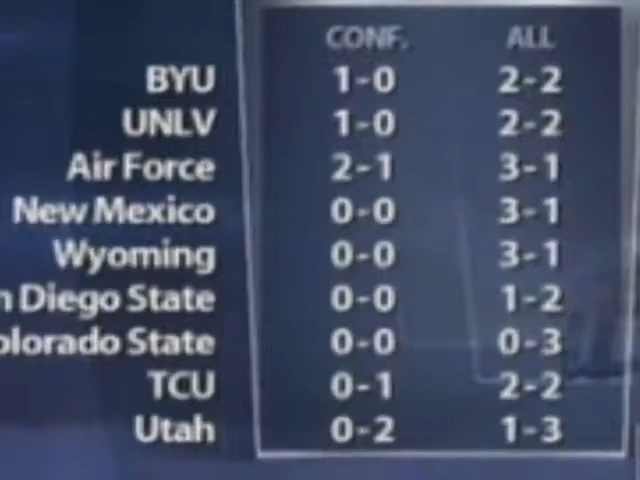 CONF. ALL
BYU 1-0 2-2
UNLV 1-0 2-2
Air Force 2-1 3-1
New Mexico 0-0 3-1
Wyoming 0-0 3-1
n Diego State 0-0 1-2
olorado State 0-0 0-3
TCU 0-1 2-2
Utah 0-2 1-3